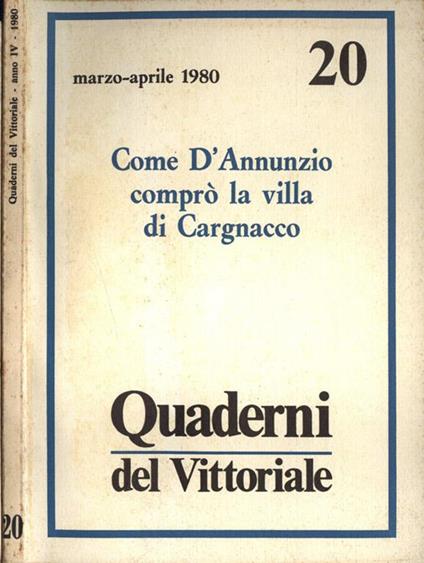 Quaderni del Vittoriale - anno IV - 1980
20
marzo-aprile 1980
20
Come D'Annunzio
comprò la villa
di Cargnacco
Quaderni
del Vittoriale